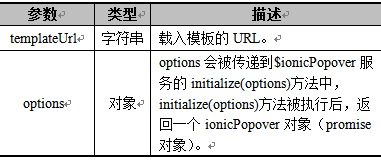 参数 类型 描述
templateUrl 字符串 载入模板的 URL。
options 对象 options 会被传递到$ionicPopover 服
务的 initialize(options)方法中，
initialize(options)方法被执行后，返
回一个 ionicPopover 对象（promise
对象）。